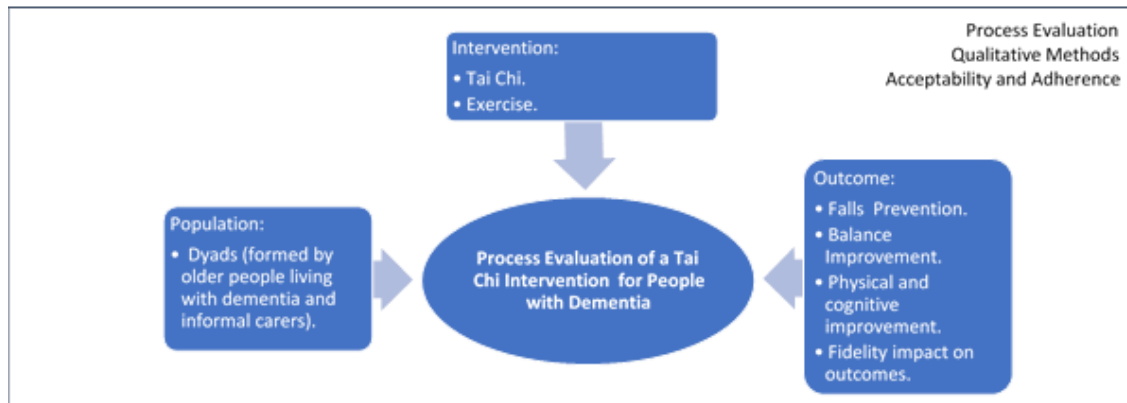 Process Evaluation
Qualitative Methods
Acceptability and Adherence
Intervention:
• Tai Chi.
• Exercise.
Population:
• Dyads (formed by
older people living
with dementia and
informal carers).
Process Evaluation of a Tai
Chi Intervention for People
with Dementia
Outcome:
• Falls Prevention.
• Balance
Improvement.
• Physical and
cognitive
improvement.
• Fidelity impact on
outcomes.